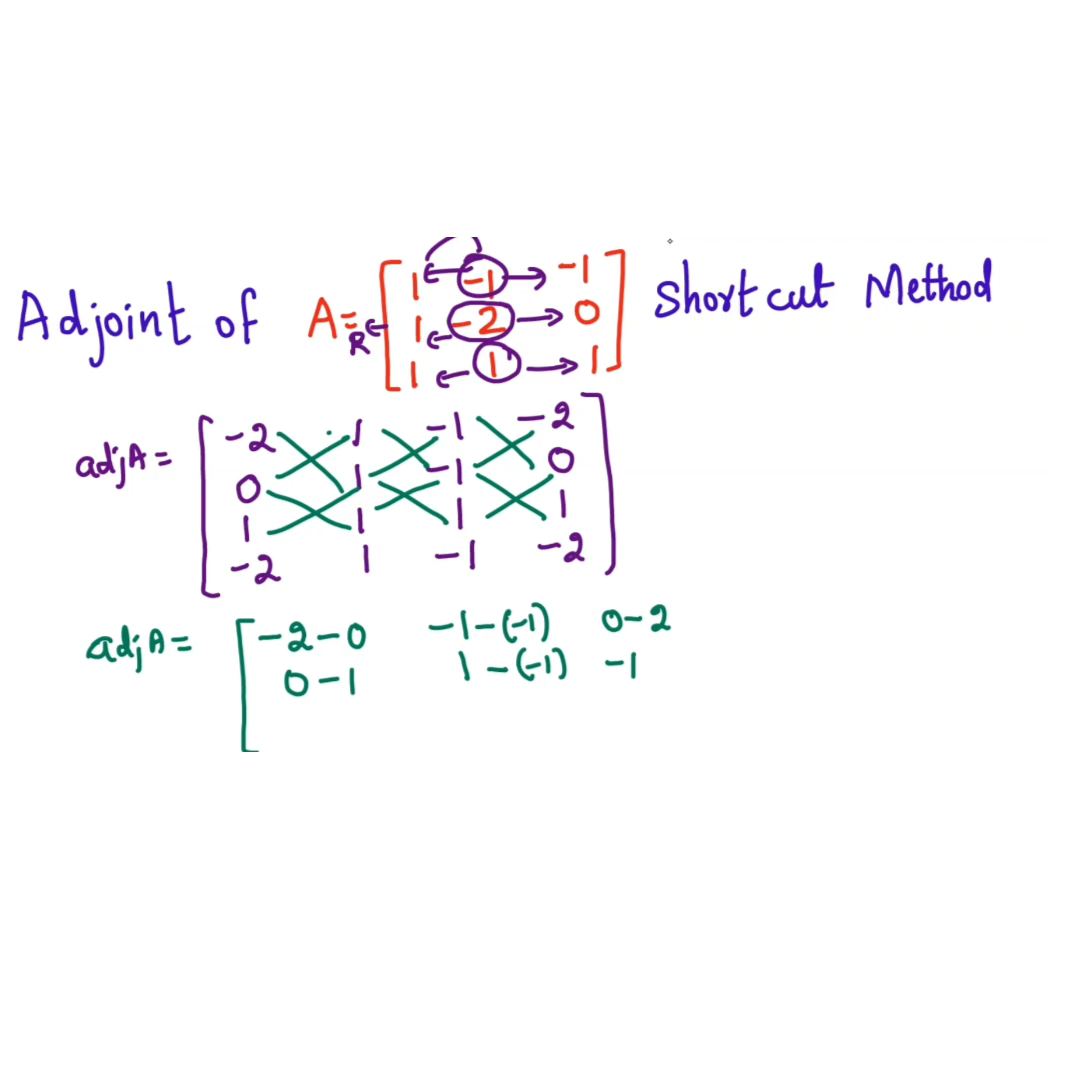 Adjoint of A= [ 1 -1 -1 Shortcut Method
R 1 -2 0
1 1 1 ]
adjA = [ -2 1 -1 -2
0 1 -1 0
1 1 1 1
-2 1 -1 -2 ]
adjA = [ -2-0 -1-(-1) 0-2
0-1 1-(-1) -1